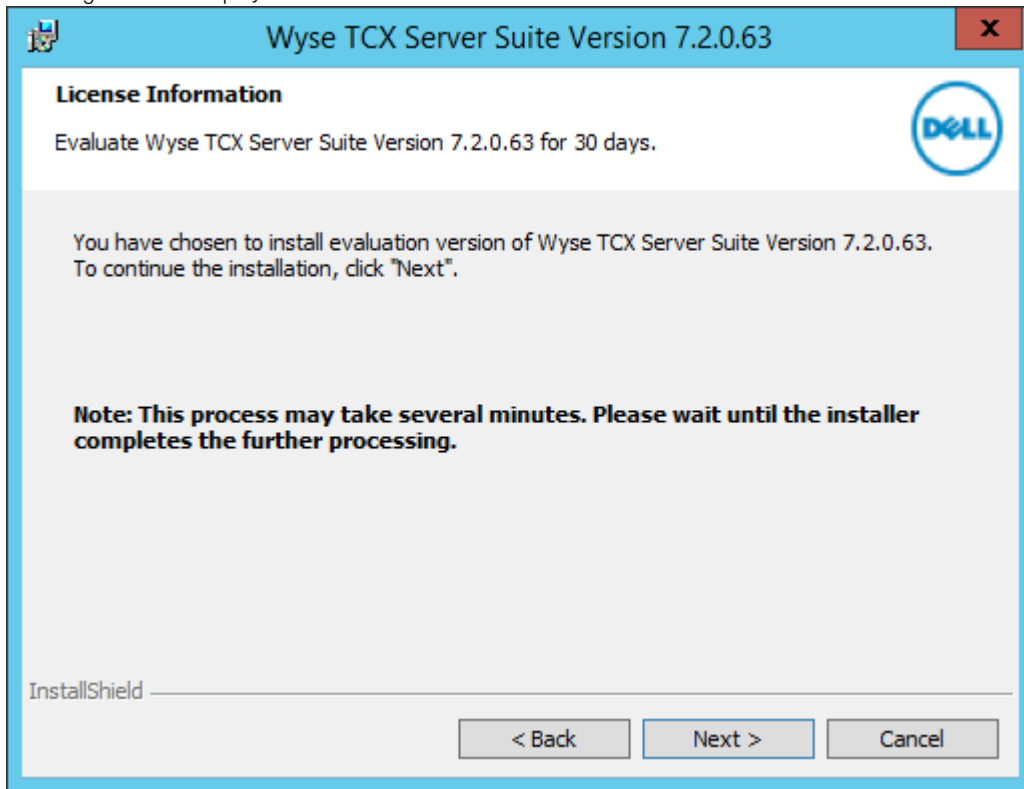 Wyse TCX Server Suite Version 7.2.0.63
x
License Information
Evaluate Wyse TCX Server Suite Version 7.2.0.63 for 30 days.
DELL
You have chosen to install evaluation version of Wyse TCX Server Suite Version 7.2.0.63.
To continue the installation, click "Next".
Note: This process may take several minutes. Please wait until the installer
completes the further processing.
InstallShield
< Back Next > Cancel